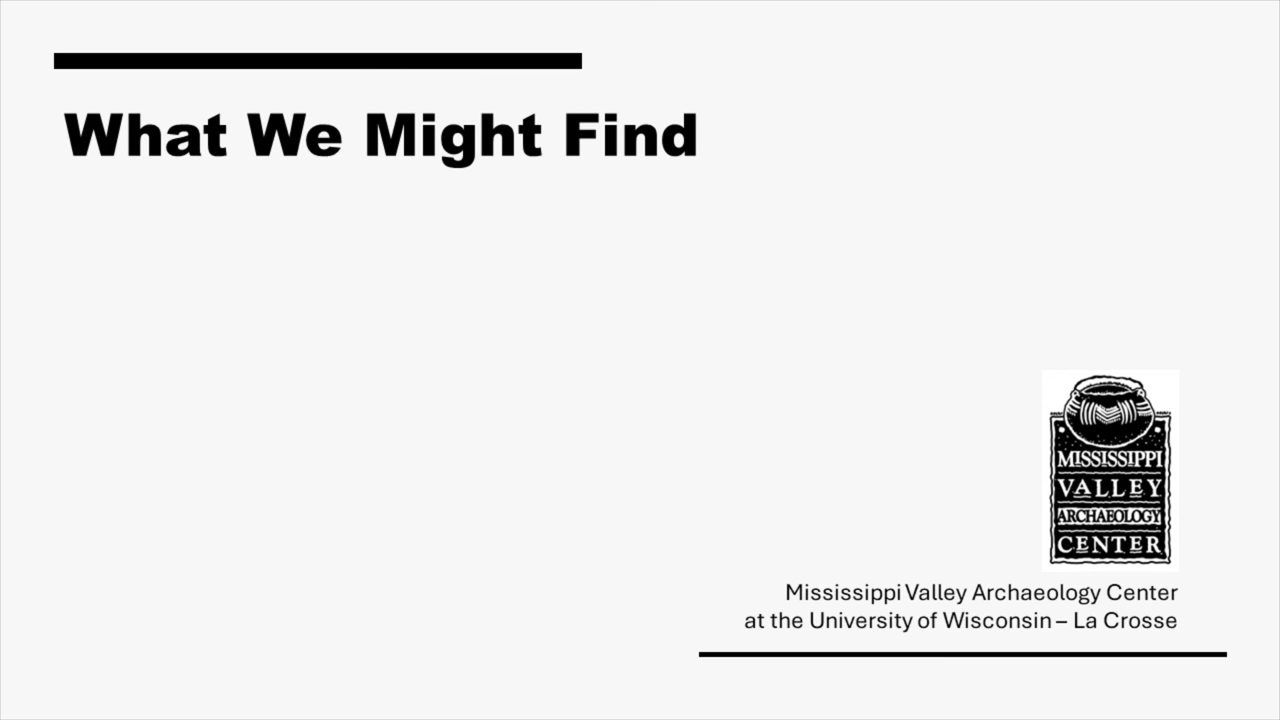 What We Might Find
MISSISSIPPI
VALLEY
ARCHAEOLOGY
CENTER
Mississippi Valley Archaeology Center
at the University of Wisconsin – La Crosse